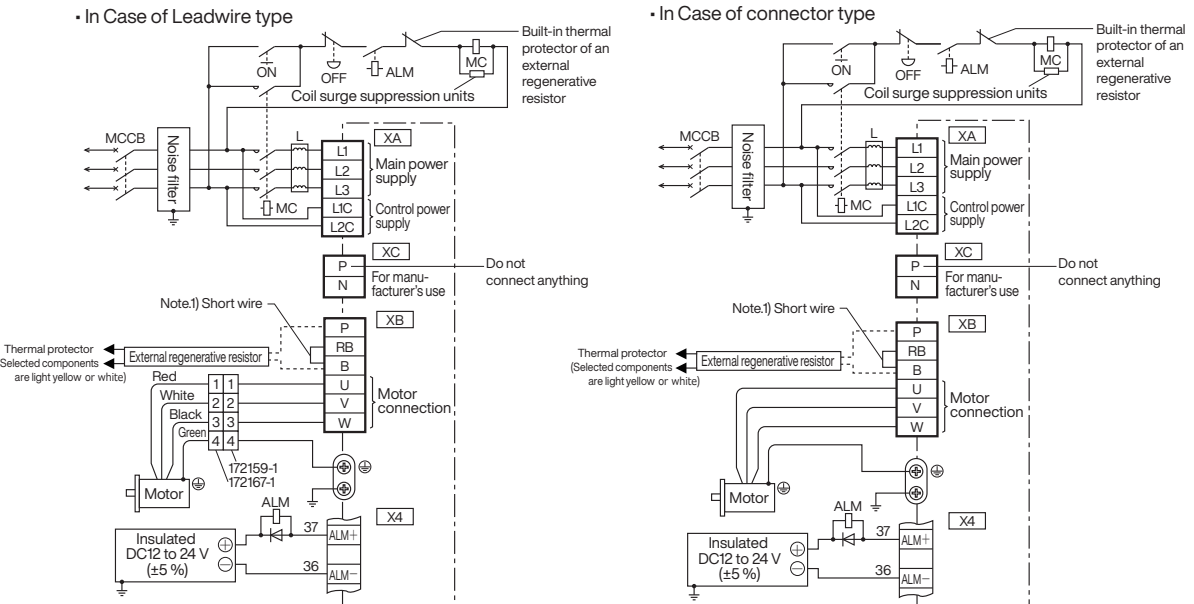 · In Case of Leadwire type
Built-in thermal
protector of an
external
regenerative
resistor
ON
OFF
ALM
MC
Coil surge suppression units
MCCB
Noise filter
L
XA
L1
L2
L3
Main power
supply
MC
L1C
L2C
Control power
supply
XC
P
N
For manu-
facturer's use
Do not
connect anything
Note.1) Short wire
XB
P
RB
B
U
V
W
Thermal protector
(Selected components
are light yellow or white)
External regenerative resistor
Motor
connection
Red
White
Black
Green
1 1
2 2
3 3
4 4
172159-1
172167-1
Motor
ALM
X4
Insulated
DC12 to 24 V
(±5 %)
37
ALM+
36
ALM−
· In Case of connector type
Built-in thermal
protector of an
external
regenerative
resistor
ON
OFF
ALM
MC
Coil surge suppression units
MCCB
Noise filter
L
XA
L1
L2
L3
Main power
supply
MC
L1C
L2C
Control power
supply
XC
P
N
For manu-
facturer's use
Do not
connect anything
Note.1) Short wire
XB
P
RB
B
U
V
W
Thermal protector
(Selected components
are light yellow or white)
External regenerative resistor
Motor
connection
Motor
ALM
X4
Insulated
DC12 to 24 V
(±5 %)
37
ALM+
36
ALM−